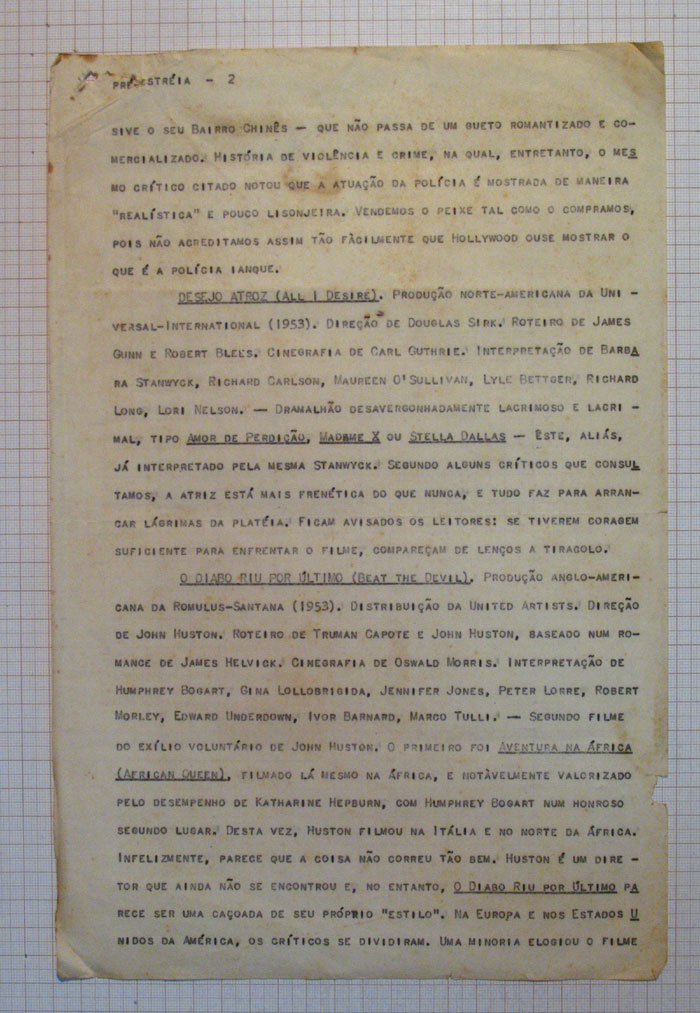 PRÉ-ESTRÉIA - 2
SIVE O SEU BAIRRO CHINÊS — QUE NÃO PASSA DE UM GUETO ROMANTIZADO E CO-
MERCIALIZADO. HISTÓRIA DE VIOLÊNCIA E CRIME, NA QUAL, ENTRETANTO, O MES
MO CRÍTICO CITADO NOTOU QUE A ATUAÇÃO DA POLÍCIA É MOSTRADA DE MANEIRA
"REALÍSTICA" E POUCO LISONJEIRA. VENDEMOS O PEIXE TAL COMO O COMPRAMOS,
POIS NÃO ACREDITAMOS ASSIM TÃO FÀCILMENTE QUE HOLLYWOOD OUSE MOSTRAR O
QUE É A POLÍCIA IANQUE.
DESEJO ATROZ (ALL I DESIRE). PRODUÇÃO NORTE-AMERICANA DA UNI-
VERSAL-INTERNATIONAL (1953). DIREÇÃO DE DOUGLAS SIRK. ROTEIRO DE JAMES
GUNN E ROBERT BLEES. CINEGRAFIA DE CARL GUTHRIE. INTERPRETAÇÃO DE BARBA
RA STANWYCK, RICHARD CARLSON, MAUREEN O'SULLIVAN, LYLE BETTGER, RICHARD
LONG, LORI NELSON. — DRAMALHÃO DESAVERGONHADAMENTE LACRIMOSO E LACRI-
MAL, TIPO AMOR DE PERDIÇÃO, MADAME X OU STELLA DALLAS — ÊSTE, ALIÁS,
JÁ INTERPRETADO PELA MESMA STANWYCK. SEGUNDO ALGUNS CRÍTICOS QUE CONSUL
TAMOS, A ATRIZ ESTÁ MAIS FRENÉTICA DO QUE NUNCA, E TUDO FAZ PARA ARRAN-
CAR LÁGRIMAS DA PLATÉIA. FICAM AVISADOS OS LEITORES: SE TIVEREM CORAGEM
SUFICIENTE PARA ENFRENTAR O FILME, COMPAREÇAM DE LENÇOS A TIRACOLO.
O DIABO RIU POR ÚLTIMO (BEAT THE DEVIL). PRODUÇÃO ANGLO-AMERI-
CANA DA ROMULUS-SANTANA (1953). DISTRIBUIÇÃO DA UNITED ARTISTS. DIREÇÃO
DE JOHN HUSTON. ROTEIRO DE TRUMAN CAPOTE E JOHN HUSTON, BASEADO NUM RO-
MANCE DE JAMES HELVICK. CINEGRAFIA DE OSWALD MORRIS. INTERPRETAÇÃO DE
HUMPHREY BOGART, GINA LOLLOBRIGIDA, JENNIFER JONES, PETER LORRE, ROBERT
MORLEY, EDWARD UNDERDOWN, IVOR BARNARD, MARCO TULLI. — SEGUNDO FILME
DO EXÍLIO VOLUNTÁRIO DE JOHN HUSTON. O PRIMEIRO FOI AVENTURA NA ÁFRICA
(AFRICAN QUEEN), FILMADO LÁ MESMO NA ÁFRICA, E NOTÀVELMENTE VALORIZADO
PELO DESEMPENHO DE KATHARINE HEPBURN, COM HUMPHREY BOGART NUM HONROSO
SEGUNDO LUGAR. DESTA VEZ, HUSTON FILMOU NA ITÁLIA E NO NORTE DA ÁFRICA.
INFELIZMENTE, PARECE QUE A COISA NÃO CORREU TÃO BEM. HUSTON É UM DIRE-
TOR QUE AINDA NÃO SE ENCONTROU E, NO ENTANTO, O DIABO RIU POR ÚLTIMO PA
RECE SER UMA CAÇOADA DE SEU PRÓPRIO "ESTILO". NA EUROPA E NOS ESTADOS U
NIDOS DA AMÉRICA, OS CRÍTICOS SE DIVIDIRAM. UMA MINORIA ELOGIOU O FILME